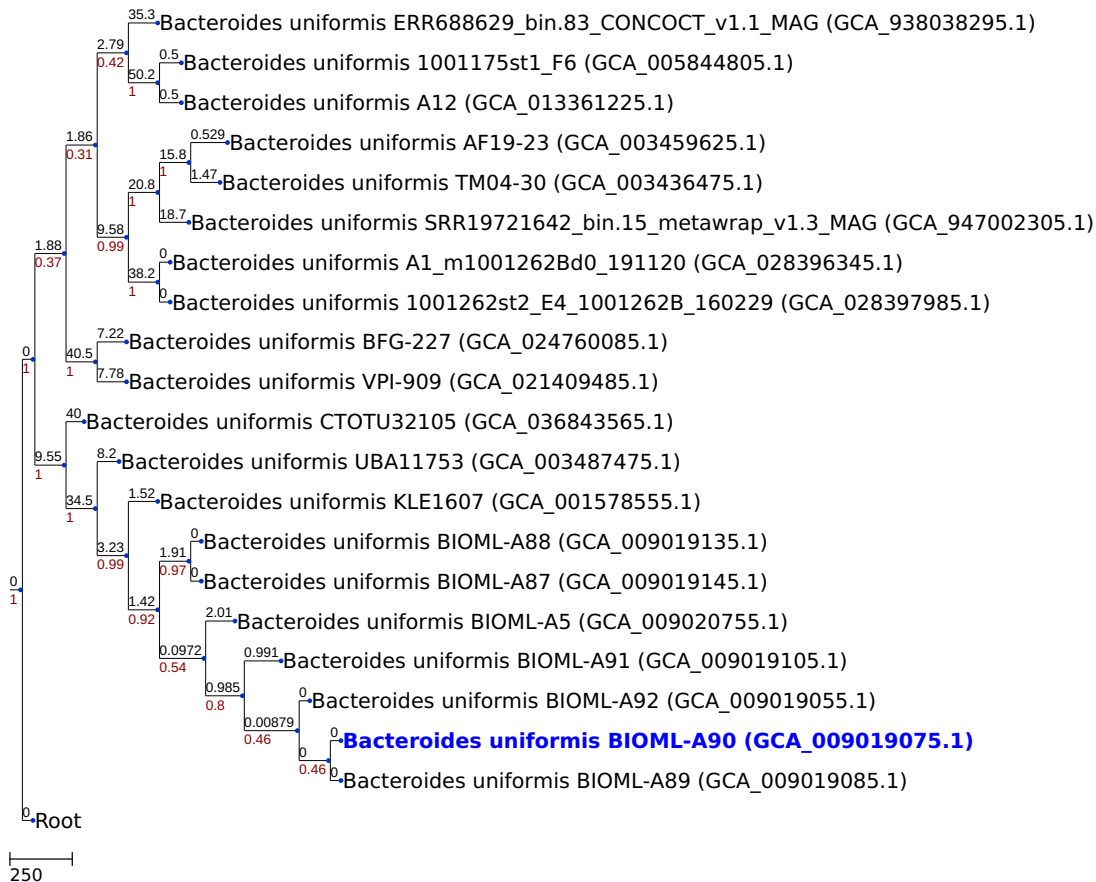 35.3 Bacteroides uniformis ERR688629_bin.83_CONCOCT_v1.1_MAG (GCA_938038295.1)
2.79
0.42
0.5 Bacteroides uniformis 1001175st1_F6 (GCA_005844805.1)
50.2
1
0.5 Bacteroides uniformis A12 (GCA_013361225.1)
1.86
0.31
0.529 Bacteroides uniformis AF19-23 (GCA_003459625.1)
15.8
1
1.47 Bacteroides uniformis TM04-30 (GCA_003436475.1)
20.8
1
18.7 Bacteroides uniformis SRR19721642_bin.15_metawrap_v1.3_MAG (GCA_947002305.1)
9.58
0.99
1.88
0.37
0 Bacteroides uniformis A1_m1001262Bd0_191120 (GCA_028396345.1)
38.2
1
0 Bacteroides uniformis 1001262st2_E4_1001262B_160229 (GCA_028397985.1)
7.22 Bacteroides uniformis BFG-227 (GCA_024760085.1)
0
1
40.5
1
7.78 Bacteroides uniformis VPI-909 (GCA_021409485.1)
40 Bacteroides uniformis CTOTU32105 (GCA_036843565.1)
9.55
1
8.2 Bacteroides uniformis UBA11753 (GCA_003487475.1)
34.5
1
1.52 Bacteroides uniformis KLE1607 (GCA_001578555.1)
3.23
0.99
0 Bacteroides uniformis BIOML-A88 (GCA_009019135.1)
1.91
0.97
0 Bacteroides uniformis BIOML-A87 (GCA_009019145.1)
0
1
1.42
0.92
2.01 Bacteroides uniformis BIOML-A5 (GCA_009020755.1)
0.0972
0.54
0.991 Bacteroides uniformis BIOML-A91 (GCA_009019105.1)
0.985
0.8
0 Bacteroides uniformis BIOML-A92 (GCA_009019055.1)
0.00879
0.46
0 Bacteroides uniformis BIOML-A90 (GCA_009019075.1)
0
0.46
0 Bacteroides uniformis BIOML-A89 (GCA_009019085.1)
0 Root
250